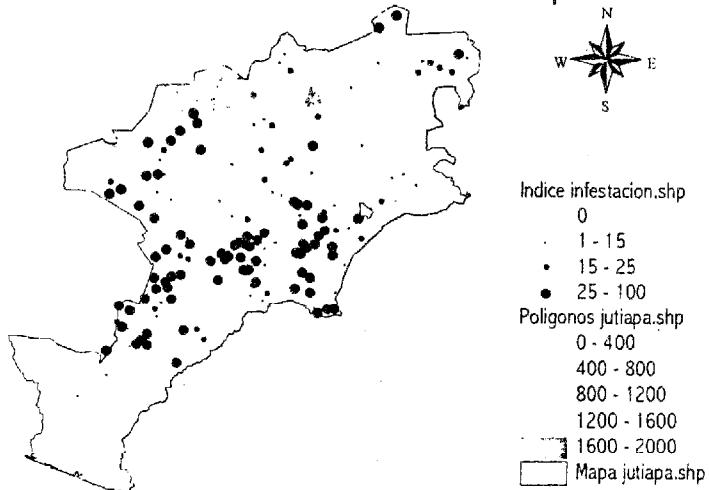 N
W E
S
Indice infestacion.shp
0
1 - 15
15 - 25
25 - 100
Poligonos jutiapa.shp
0 - 400
400 - 800
800 - 1200
1200 - 1600
1600 - 2000
Mapa jutiapa.shp